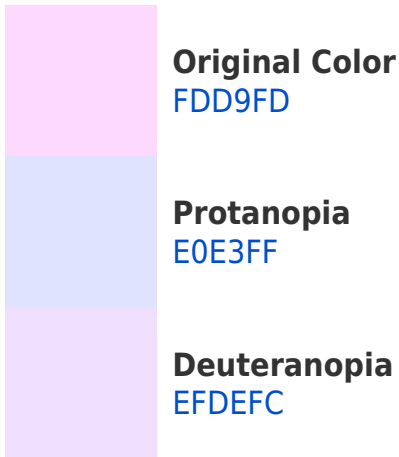 Original Color
FDD9FD
Protanopia
E0E3FF
Deuteranopia
EFDEFC